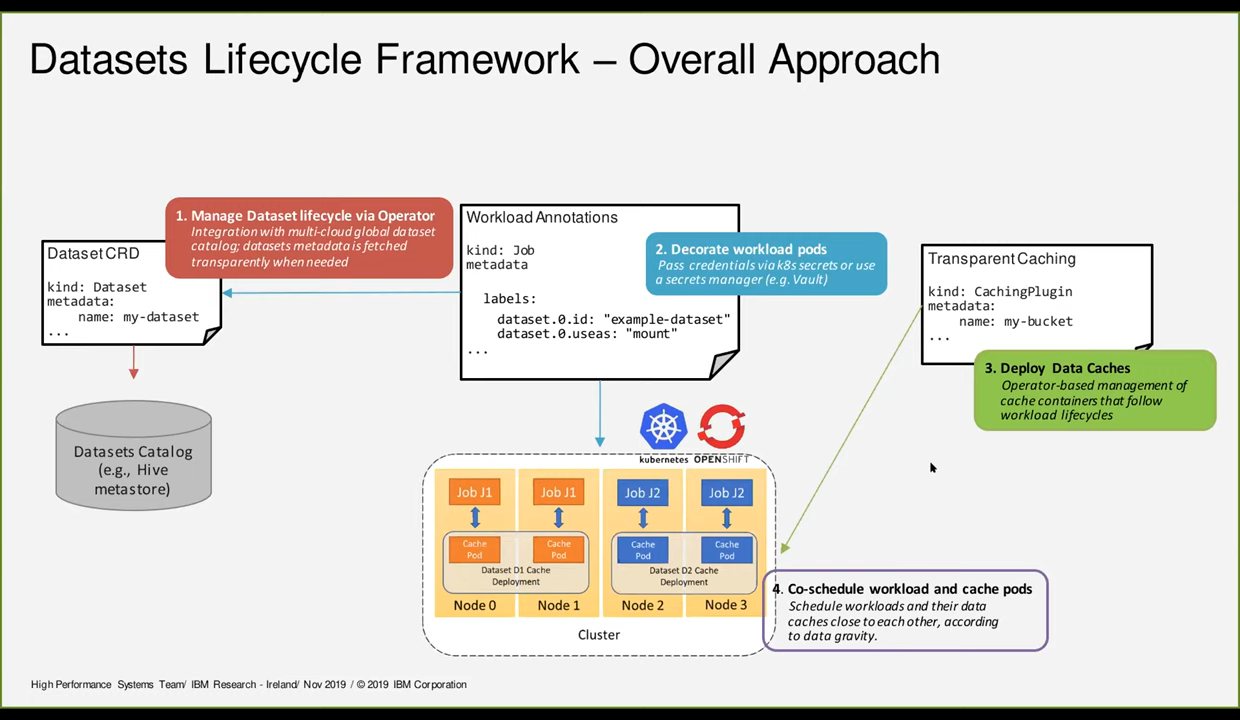 Datasets Lifecycle Framework – Overall Approach
1. Manage Dataset lifecycle via Operator
Integration with multi-cloud global dataset
catalog; datasets metadata is fetched
transparently when needed
Dataset CRD
kind: Dataset
metadata:
name: my-dataset
...
Datasets Catalog
(e.g., Hive
metastore)
Workload Annotations
kind: Job
metadata
labels:
dataset.0.id: "example-dataset"
dataset.0.useas: "mount"
...
2. Decorate workload pods
Pass credentials via k8s secrets or use
a secrets manager (e.g. Vault)
Transparent Caching
kind: CachingPlugin
metadata:
name: my-bucket
...
3. Deploy Data Caches
Operator-based management of
cache containers that follow
workload lifecycles
kubernetes OPENSHIFT
Job J1 Job J1 Job J2 Job J2
Cache Cache Cache Cache
Pod Pod Pod Pod
Dataset D1 Cache Dataset D2 Cache
Deployment Deployment
Node 0 Node 1 Node 2 Node 3
Cluster
4. Co-schedule workload and cache pods
Schedule workloads and their data
caches close to each other, according
to data gravity.
High Performance Systems Team/ IBM Research - Ireland/ Nov 2019 / © 2019 IBM Corporation